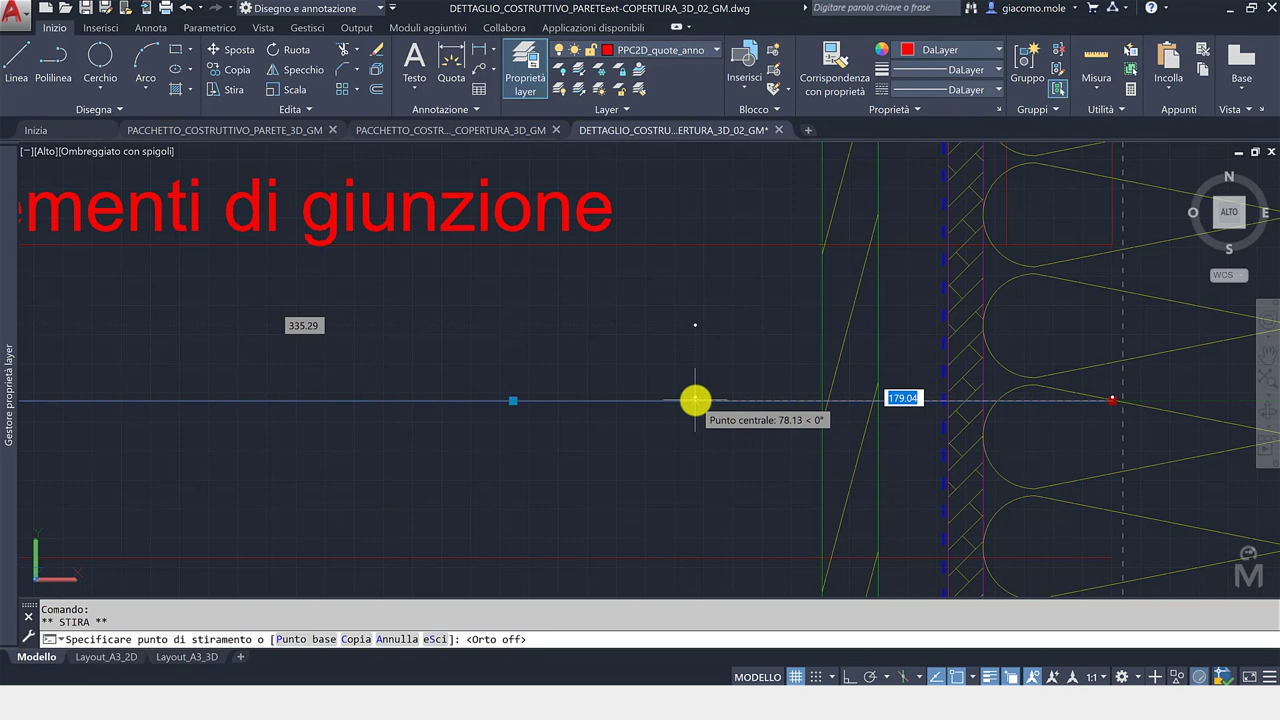 Disegno e annotazione
DETTAGLIO_COSTRUTTIVO_PARETEext-COPERTURA_3D_02_GM.dwg
Digitare parola chiave o frase
giacomo.mole
Inizio Inserisci Annota Parametrico Vista Gestisci Output Moduli aggiuntivi Collabora Applicazioni disponibili
Linea Polilinea Cerchio Arco
Sposta Ruota
Copia Specchio
Stira Scala
Testo Quota
Proprietà layer
PPC2D_quote_anno
Inserisci
Corrispondenza con proprietà
DaLayer
DaLayer
DaLayer
Gruppo
Misura
Incolla
Base
Disegna Edita Annotazione Layer Blocco Proprietà Gruppi Utilità Appunti Vista
Inizia PACCHETTO_COSTRUTTIVO_PARETE_3D_GM PACCHETTO_COSTR..._COPERTURA_3D_GM DETTAGLIO_COSTRU...ERTURA_3D_02_GM*
[−][Alto][Ombreggiato con spigoli]
ementi di giunzione
N
O ALTO E
S
WCS
335.29
179.04
Punto centrale: 78.13 < 0°
Gestore proprietà layer
Y
X
M
Comando:
** STIRA **
Specificare punto di stiramento o [Punto base Copia Annulla eSci]: <Orto off>
Modello Layout_A3_2D Layout_A3_3D
MODELLO
1:1